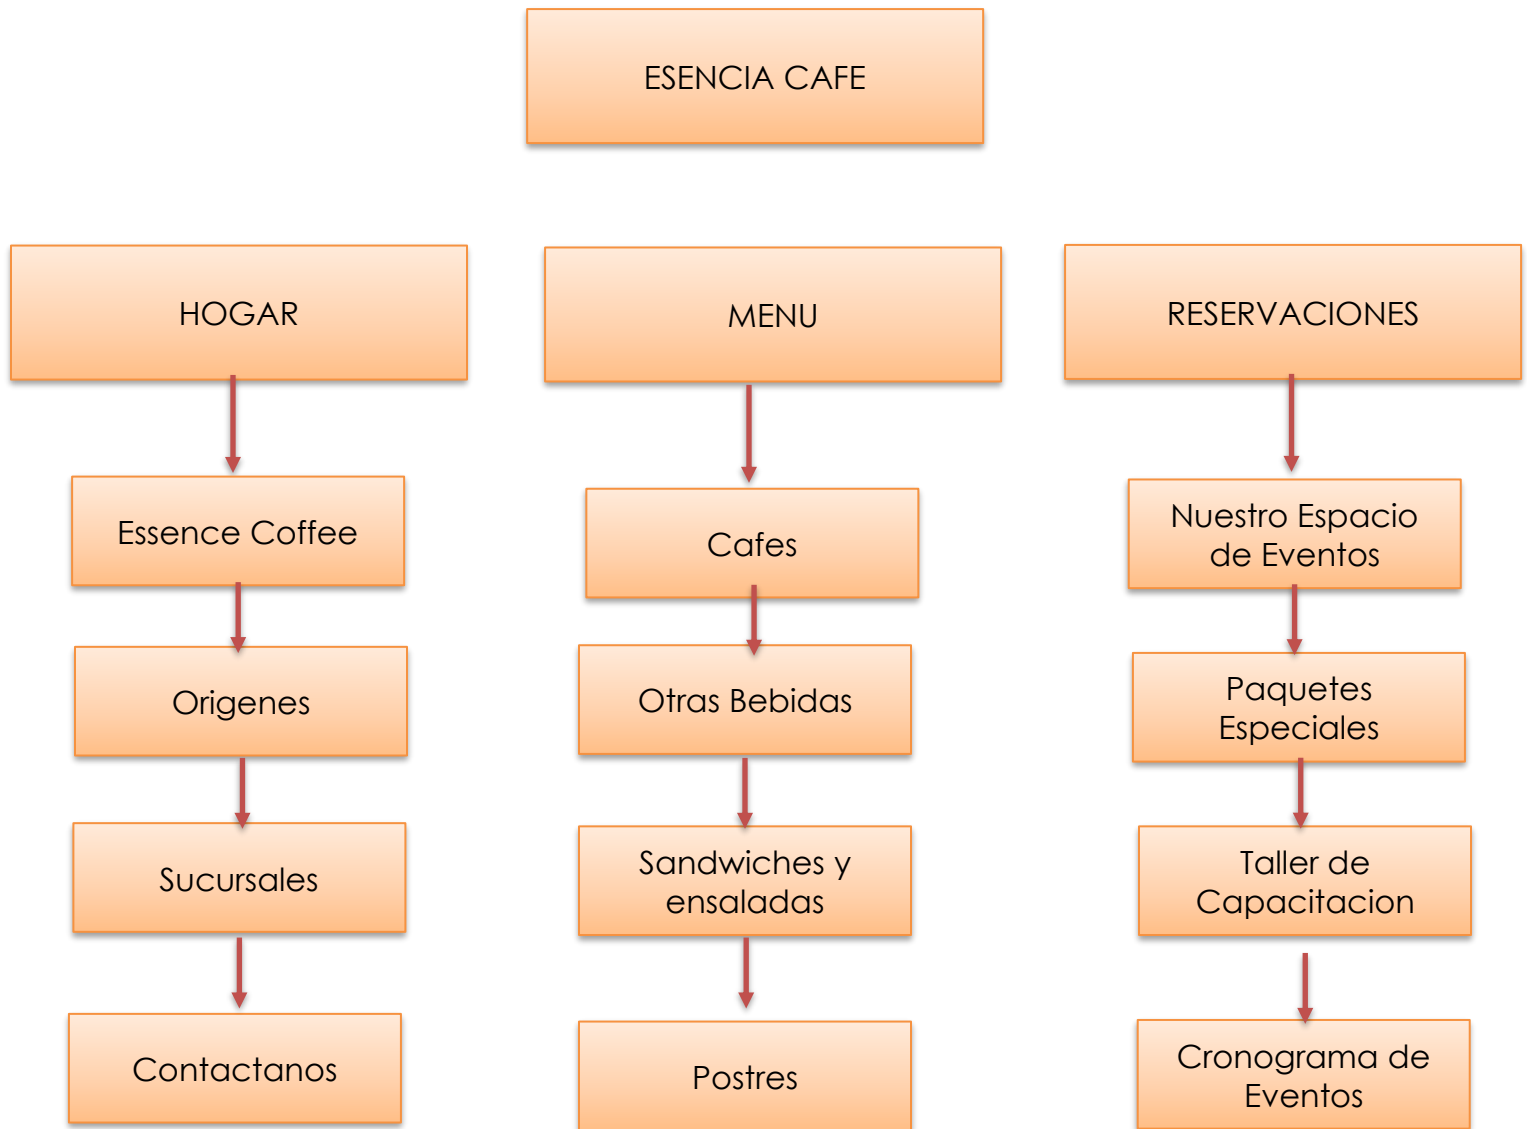 ESENCIA CAFE
HOGAR
MENU
RESERVACIONES
Essence Coffee
Origenes
Sucursales
Contactanos
Cafes
Otras Bebidas
Sandwiches y
ensaladas
Postres
Nuestro Espacio
de Eventos
Paquetes
Especiales
Taller de
Capacitacion
Cronograma de
Eventos